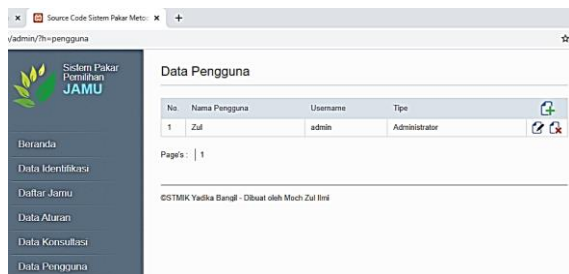 Source Code Sistem Pakar Meto
/admin/?h=pengguna
Sistem Pakar
Pemilihan
JAMU
Beranda
Data Identifikasi
Daftar Jamu
Data Aturan
Data Konsultasi
Data Pengguna
Data Pengguna
No. Nama Pengguna Username Tipe
1 Zul admin Administrator
Page's : 1
©STMIK Yadika Bangil - Dibuat oleh Moch Zul Ilmi